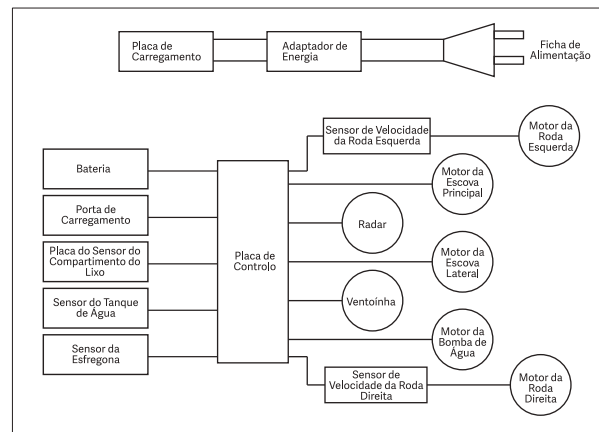 Placa de
Carregamento
Adaptador de
Energía
Ficha de
Alimentação
Sensor de Velocidade
da Roda Esquerda
Motor da
Roda
Esquerda
Bateria
Motor da
Escova
Principal
Porta de
Carregamento
Radar
Placa do Sensor do
Compartimento do
Lixo
Placa de
Controlo
Motor da
Escova
Lateral
Sensor do Tanque
de Água
Ventoínha
Sensor da
Esfregona
Motor da
Bomba de
Água
Sensor de
Velocidade da Roda
Direita
Motor da
Roda
Direita